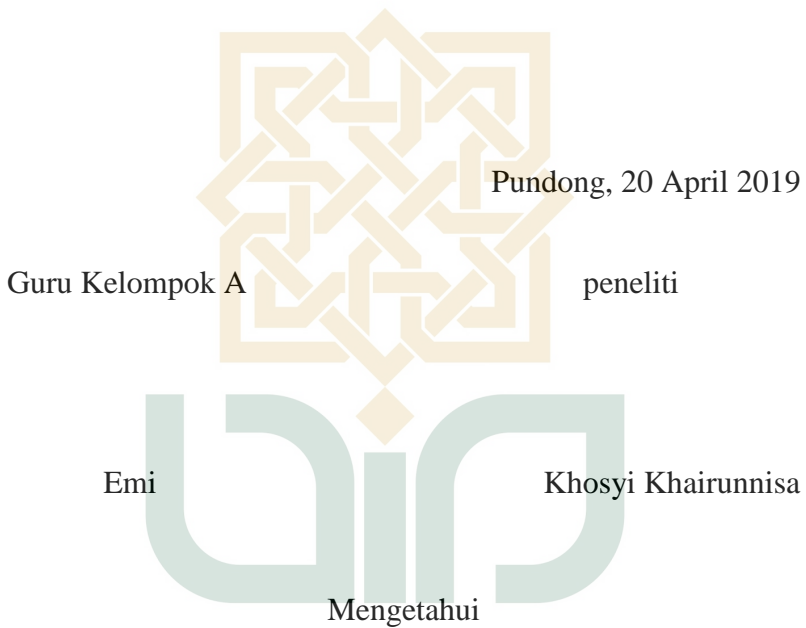 Pundong, 20 April 2019
Guru Kelompok A peneliti
Emi Khosyi Khairunnisa
Mengetahui